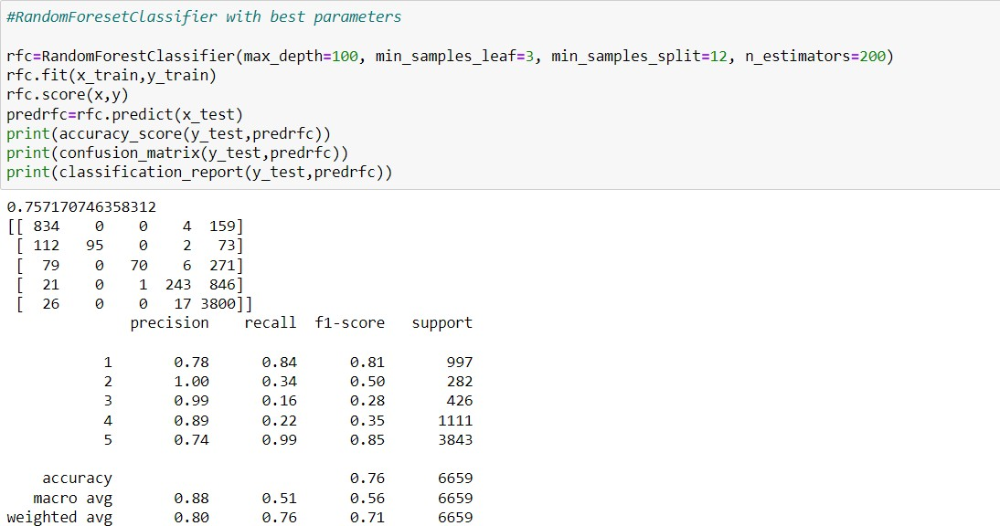 #RandomForesetClassifier with best parameters
rfc=RandomForestClassifier(max_depth=100, min_samples_leaf=3, min_samples_split=12, n_estimators=200)
rfc.fit(x_train,y_train)
rfc.score(x,y)
predrfc=rfc.predict(x_test)
print(accuracy_score(y_test,predrfc))
print(confusion_matrix(y_test,predrfc))
print(classification_report(y_test,predrfc))
0.757170746358312
[[ 834 0 0 4 159]
[ 112 95 0 2 73]
[ 79 0 70 6 271]
[ 21 0 1 243 846]
[ 26 0 0 17 3800]]
precision recall f1-score support
1 0.78 0.84 0.81 997
2 1.00 0.34 0.50 282
3 0.99 0.16 0.28 426
4 0.89 0.22 0.35 1111
5 0.74 0.99 0.85 3843
accuracy 0.76 6659
macro avg 0.88 0.51 0.56 6659
weighted avg 0.80 0.76 0.71 6659